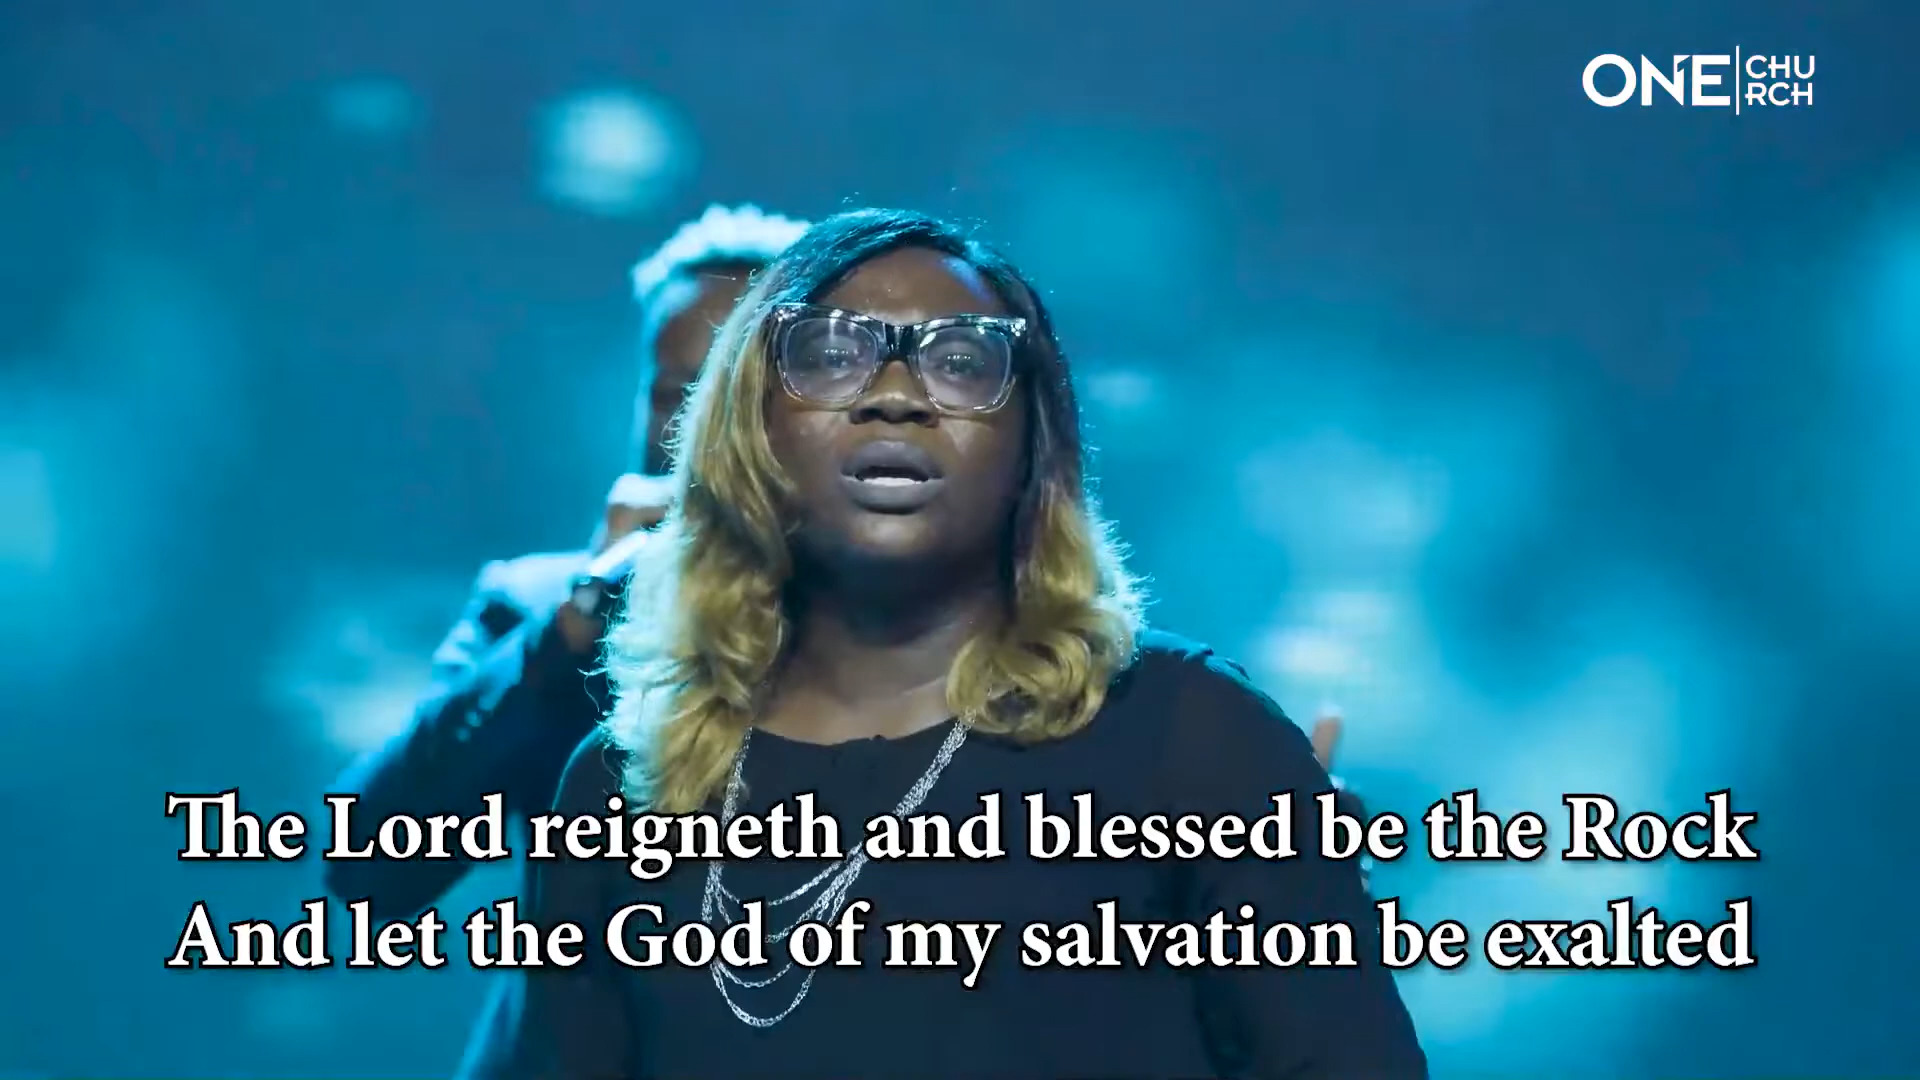 ONE CHU
RCH
The Lord reigneth and blessed be the Rock
And let the God of my salvation be exalted